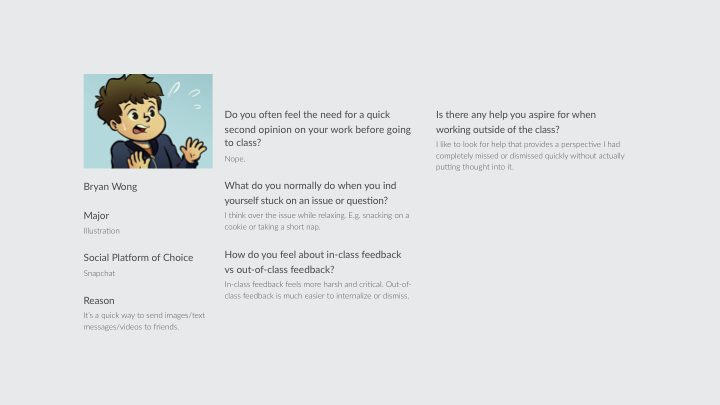 Bryan Wong
Major
Illustration
Social Platform of Choice
Snapchat
Reason
It's a quick way to send images/text
messages/videos to friends.
Do you often feel the need for a quick
second opinion on your work before going
to class?
Nope.
What do you normally do when you ind
yourself stuck on an issue or question?
I think over the issue while relaxing. E.g. snacking on a
cookie or taking a short nap.
How do you feel about in-class feedback
vs out-of-class feedback?
In-class feedback feels more harsh and critical. Out-of-
class feedback is much easier to internalize or dismiss.
Is there any help you aspire for when
working outside of the class?
I like to look for help that provides a perspective I had
completely missed or dismissed quickly without actually
putting thought into it.